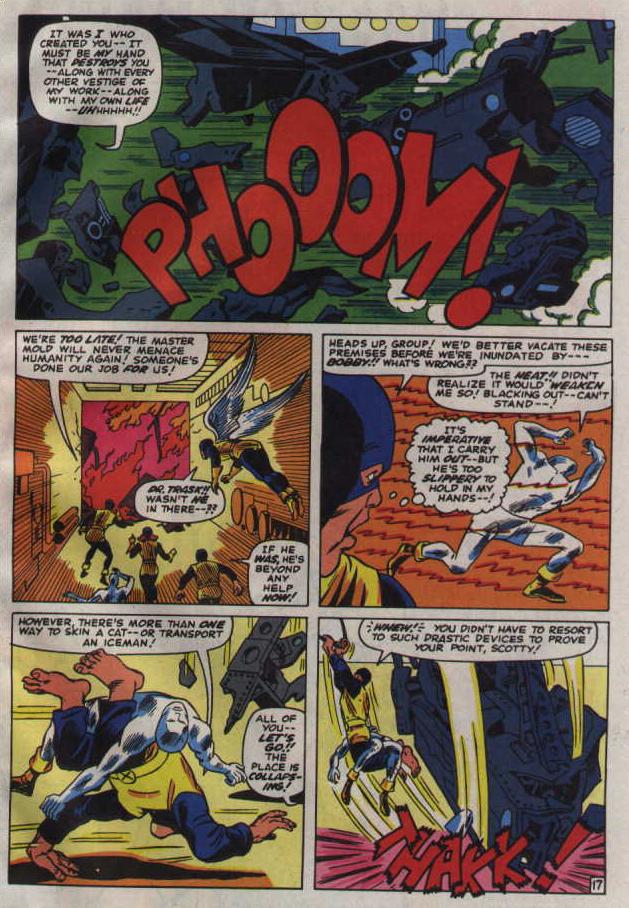 IT WAS I WHO
CREATED YOU-- IT
MUST BE MY HAND
THAT DESTROYS YOU
--ALONG WITH EVERY
OTHER VESTIGE OF
MY WORK--ALONG
WITH MY OWN LIFE
--UHHHHHH!!
PHOOOM!
WE'RE TOO LATE! THE MASTER
MOLD WILL NEVER MENACE
HUMANITY AGAIN! SOMEONE'S
DONE OUR JOB FOR US!
DR. TRASK!!
WASN'T HE
IN THERE--??
IF HE
WAS, HE'S
BEYOND
ANY
HELP
NOW!
HEADS UP, GROUP! WE'D BETTER VACATE THESE
PREMISES BEFORE WE'RE INUNDATED BY---
BOBBY!! WHAT'S WRONG??
THE HEAT!! DIDN'T
REALIZE IT WOULD WEAKEN
ME SO! BLACKING OUT--CAN'T
STAND--!
IT'S
IMPERATIVE
THAT I CARRY
HIM OUT--BUT
HE'S TOO
SLIPPERY TO
HOLD IN MY
HANDS--!
HOWEVER, THERE'S MORE THAN ONE
WAY TO SKIN A CAT--OR TRANSPORT
AN ICEMAN!
ALL OF
YOU--
LET'S
GO!!
THE
PLACE IS
COLLAPS-
ING!
WHEW! YOU DIDN'T HAVE TO RESORT
TO SUCH DRASTIC DEVICES TO PROVE
YOUR POINT, SCOTTY!
17